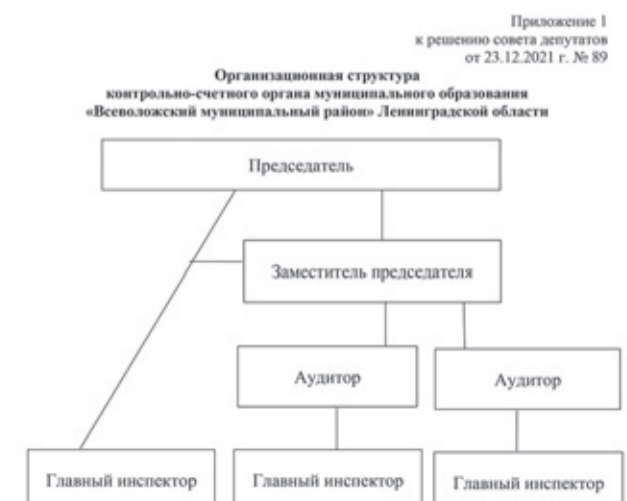 Приложение 1
к решению совета депутатов
от 23.12.2021 г. № 89
Организационная структура
контрольно-счетного органа муниципального образования
«Всеволожский муниципальный район» Ленинградской области
Председатель
Заместитель председателя
Аудитор
Аудитор
Главный инспектор
Главный инспектор
Главный инспектор